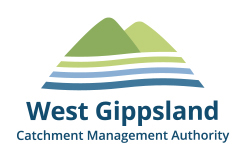 West Gippsland
Catchment Management Authority